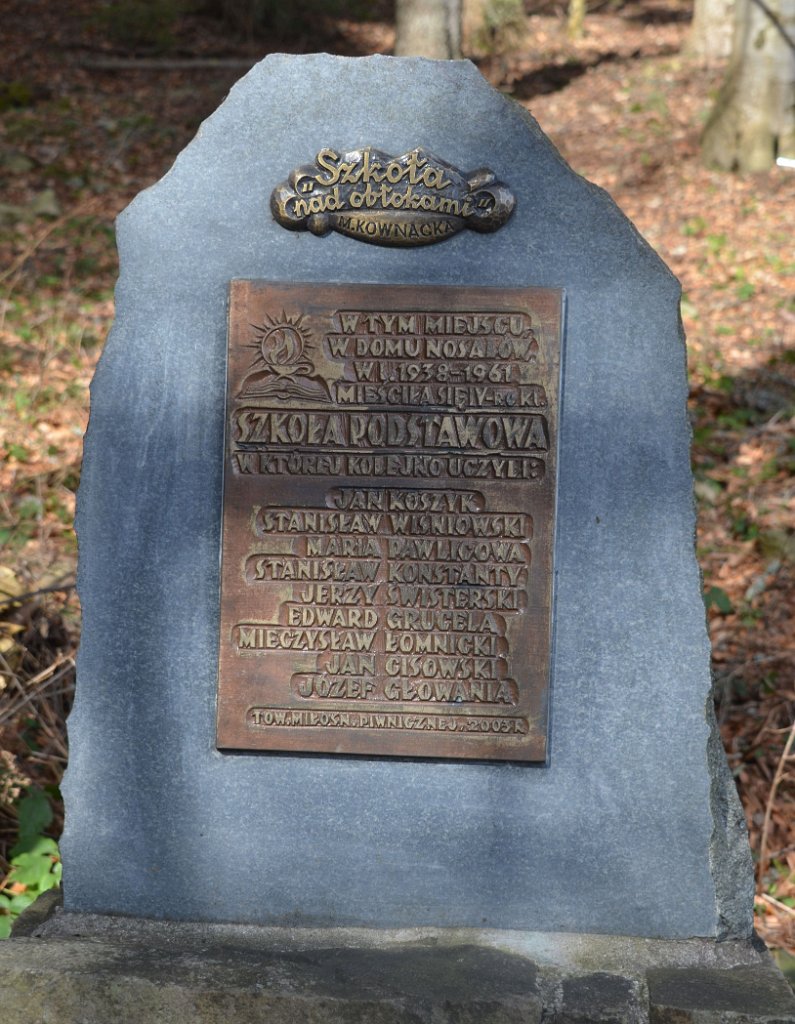 Szkoła
"nad obłokami"
M.KOWNACKA
W TYM MIEJSCU
W DOMU NOSALÓW,
W L.1938-1961
MIEŚCIŁA SIĘ IV-RO KL.
SZKOŁA PODSTAWOWA
W KTÓREJ KOLEJNO UCZYLI:
JAN KOSZYK
STANISŁAW WIŚNIOWSKI
MARIA PAWLICOWA
STANISŁAW KONSTANTY
JERZY ŚWISTERSKI
EDWARD GRUCELA
MIECZYSŁAW ŁOMNICKI
JAN CISOWSKI
JÓZEF GŁOWANIA
TOW.MIŁOŚN.PIWNICZNEJ, 2003 R.